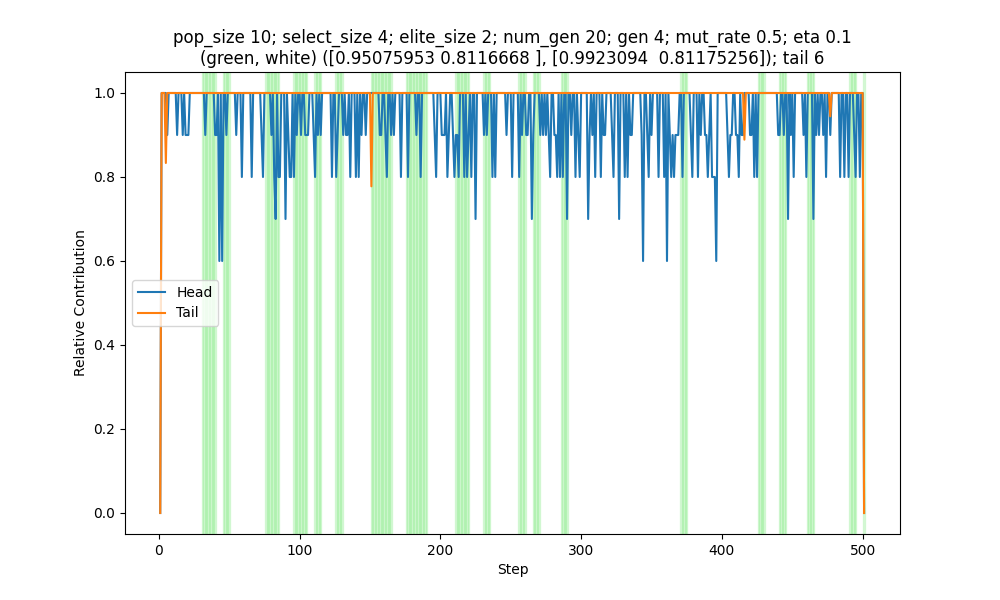 pop_size 10; select_size 4; elite_size 2; num_gen 20; gen 4; mut_rate 0.5; eta 0.1
(green, white) ([0.95075953 0.8116668 ], [0.9923094  0.81175256]); tail 6
1.0
0.8
0.6
0.4
0.2
0.0
Relative Contribution
Head
Tail
0
100
200
300
400
500
Step